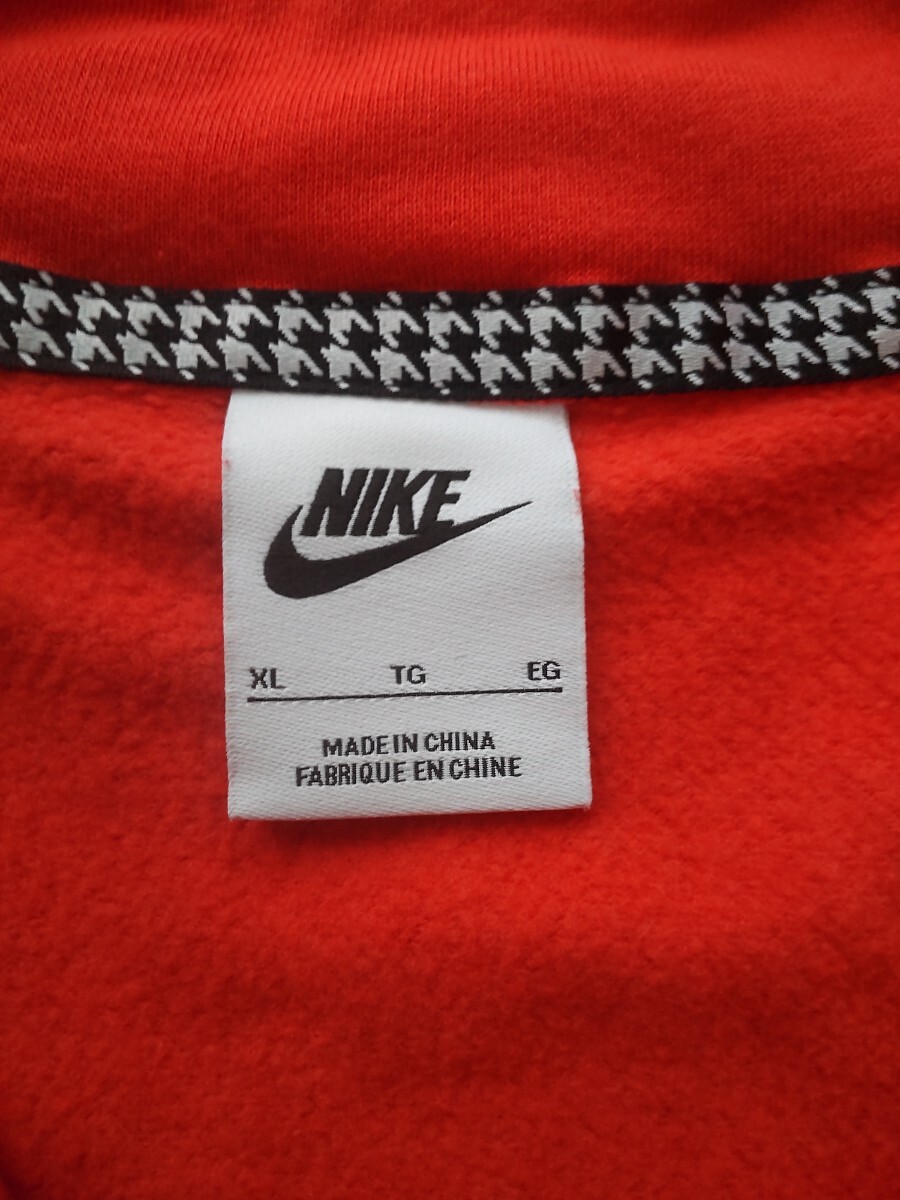 NIKE
XL TG EG
MADE IN CHINA
FABRIQUE EN CHINE